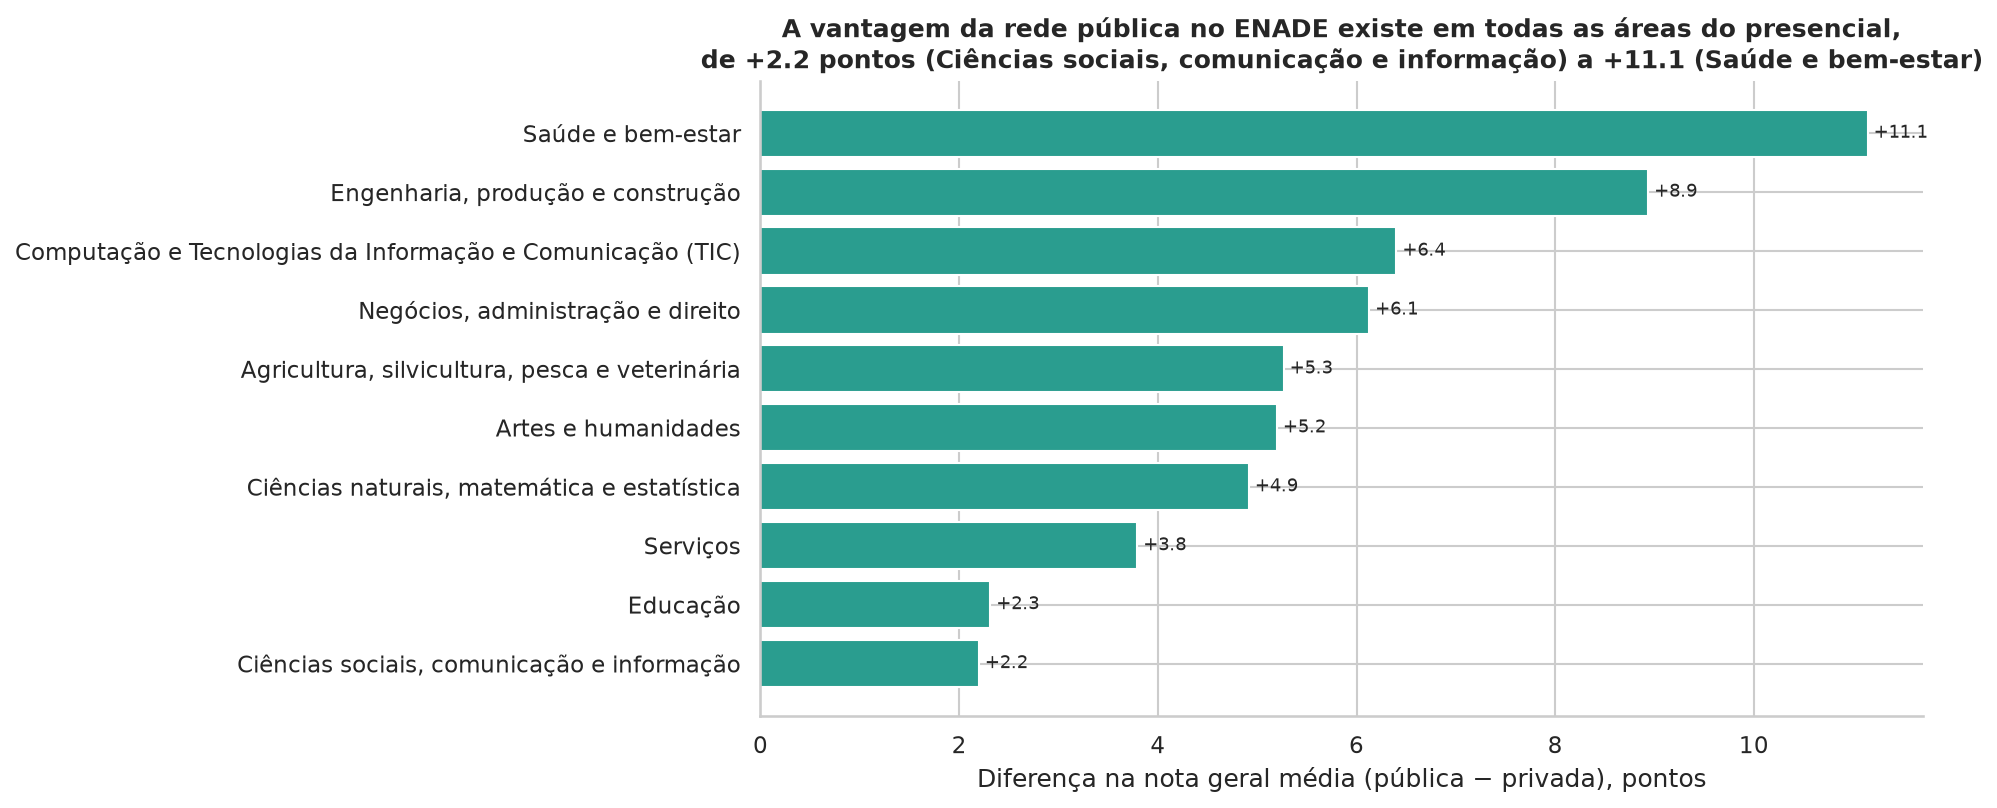 A vantagem da rede pública no ENADE existe em todas as áreas do presencial,
de +2.2 pontos (Ciências sociais, comunicação e informação) a +11.1 (Saúde e bem-estar)
Saúde e bem-estar +11.1
Engenharia, produção e construção +8.9
Computação e Tecnologias da Informação e Comunicação (TIC) +6.4
Negócios, administração e direito +6.1
Agricultura, silvicultura, pesca e veterinária +5.3
Artes e humanidades +5.2
Ciências naturais, matemática e estatística +4.9
Serviços +3.8
Educação +2.3
Ciências sociais, comunicação e informação +2.2
0 2 4 6 8 10
Diferença na nota geral média (pública − privada), pontos